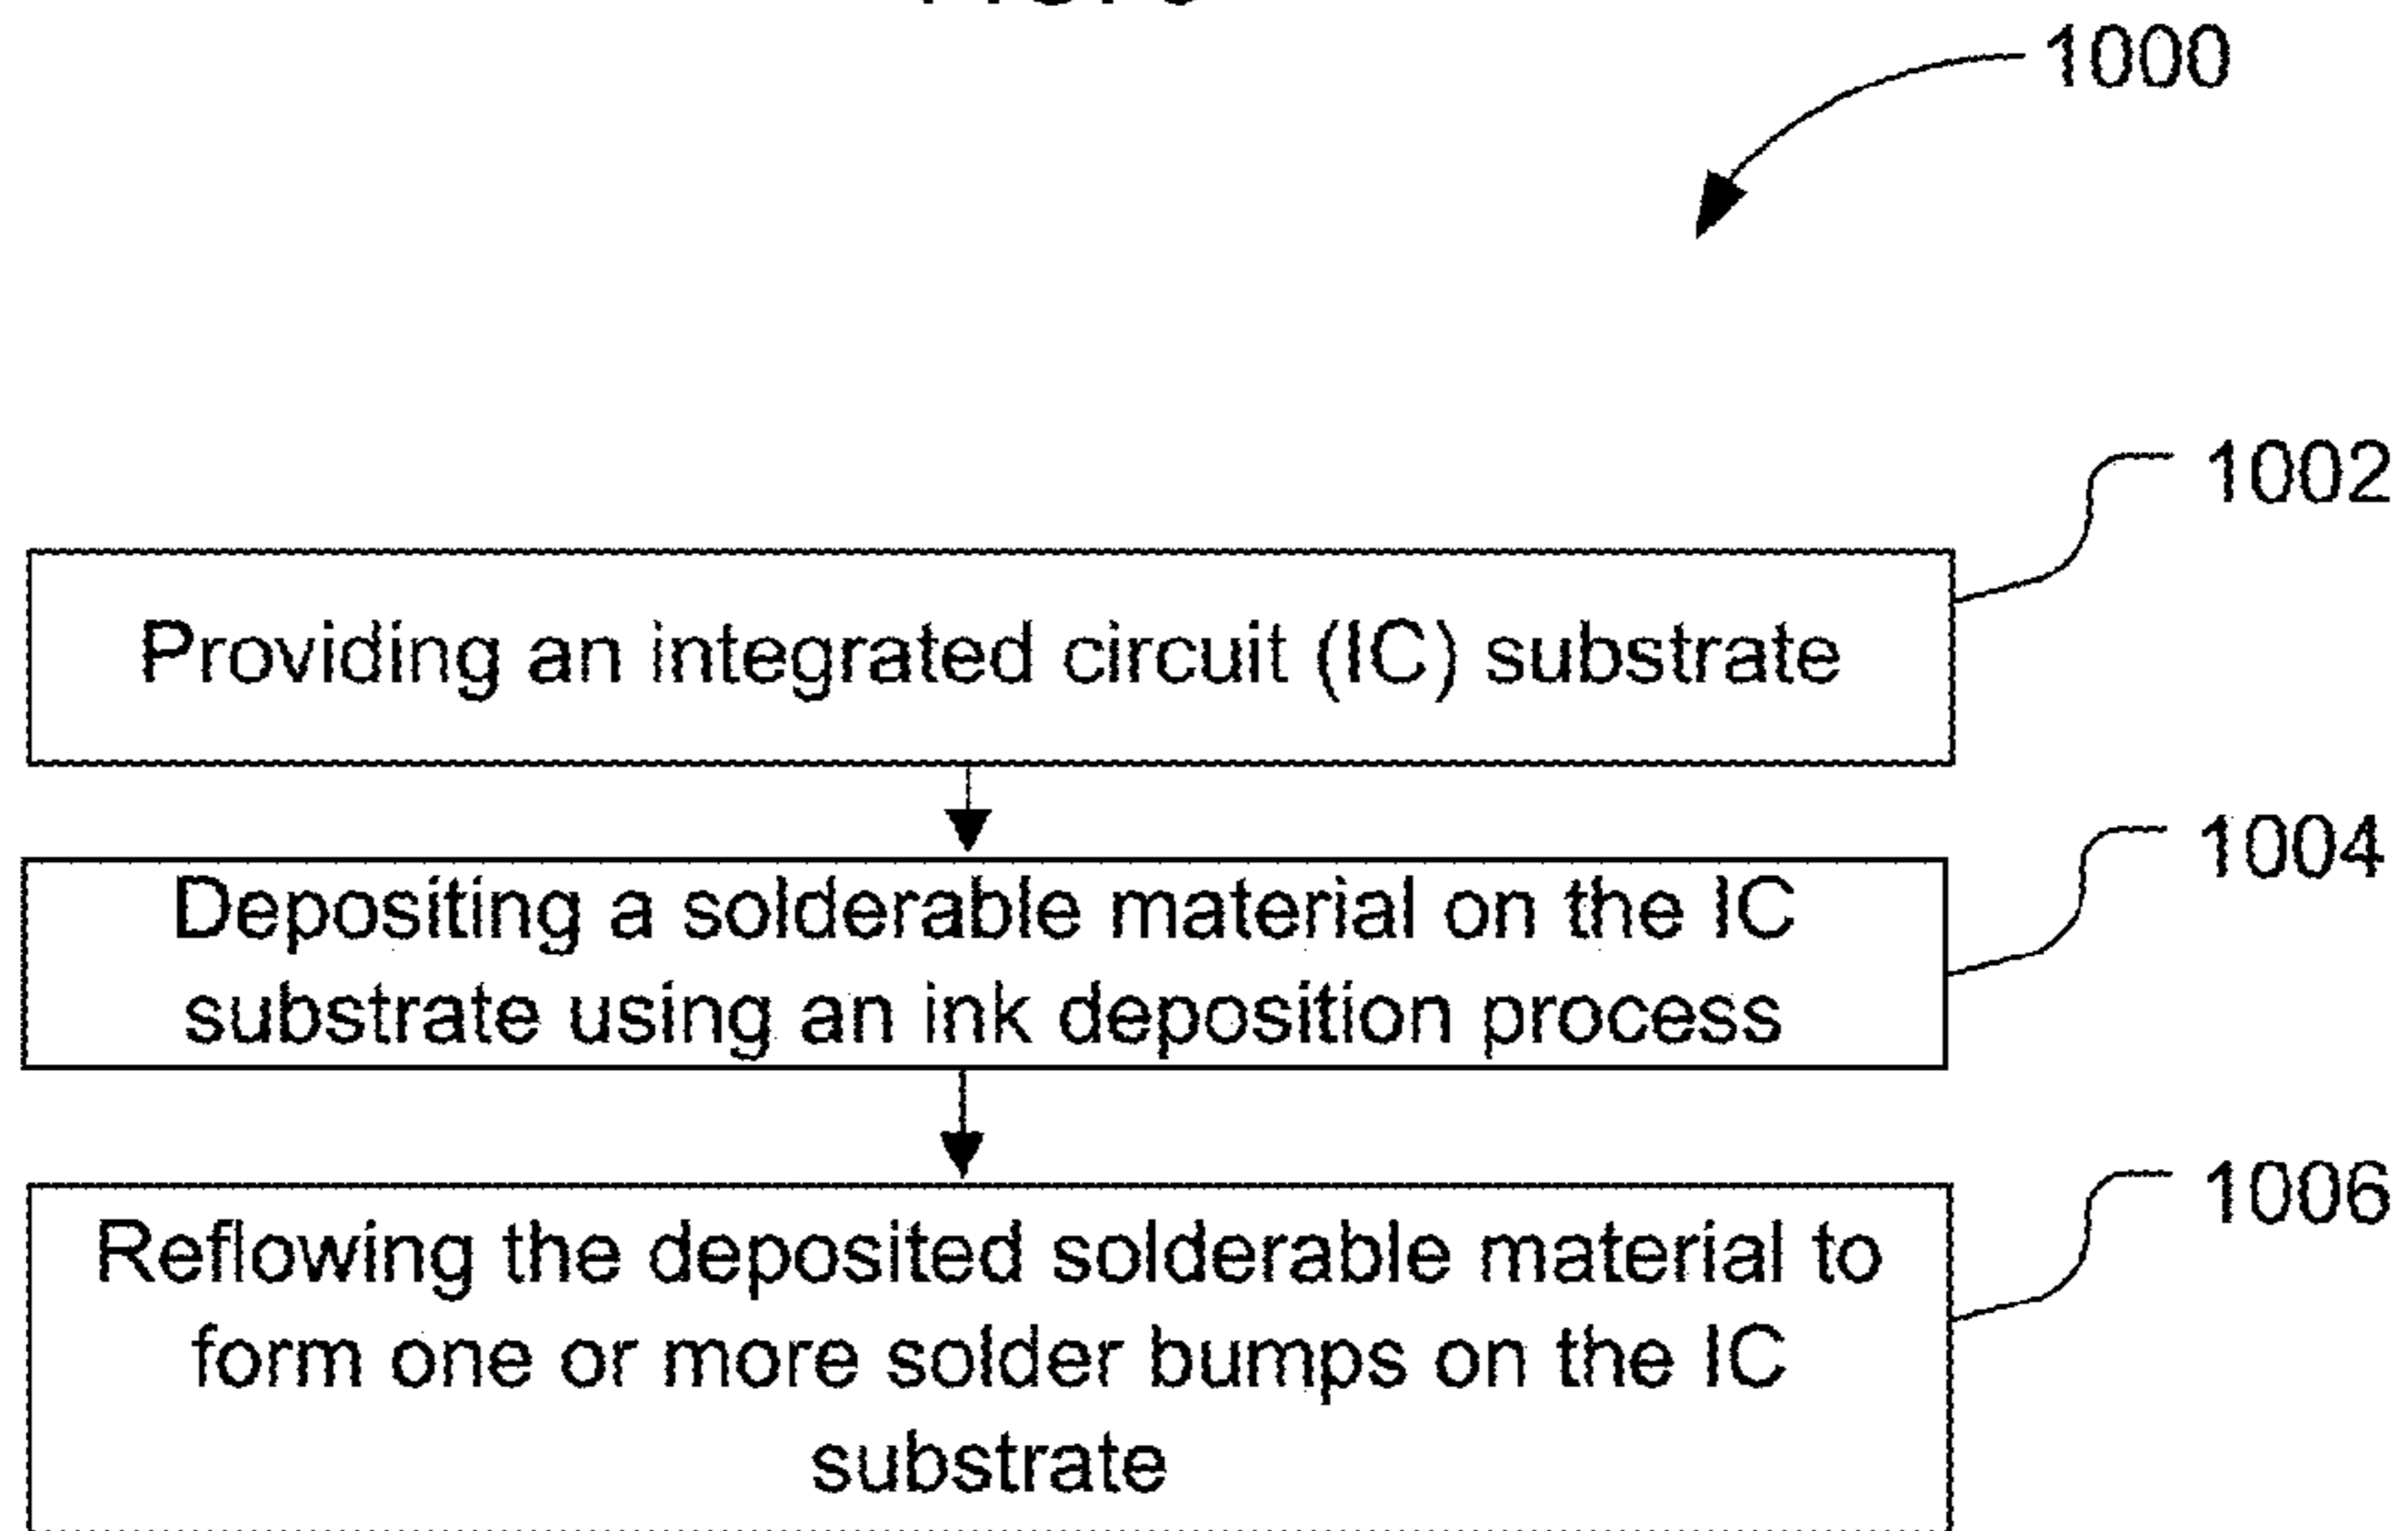 1000
1002
Providing an integrated circuit (IC) substrate
1004
Depositing a solderable material on the IC
substrate using an ink deposition process
1006
Reflowing the deposited solderable material to
form one or more solder bumps on the IC
substrate